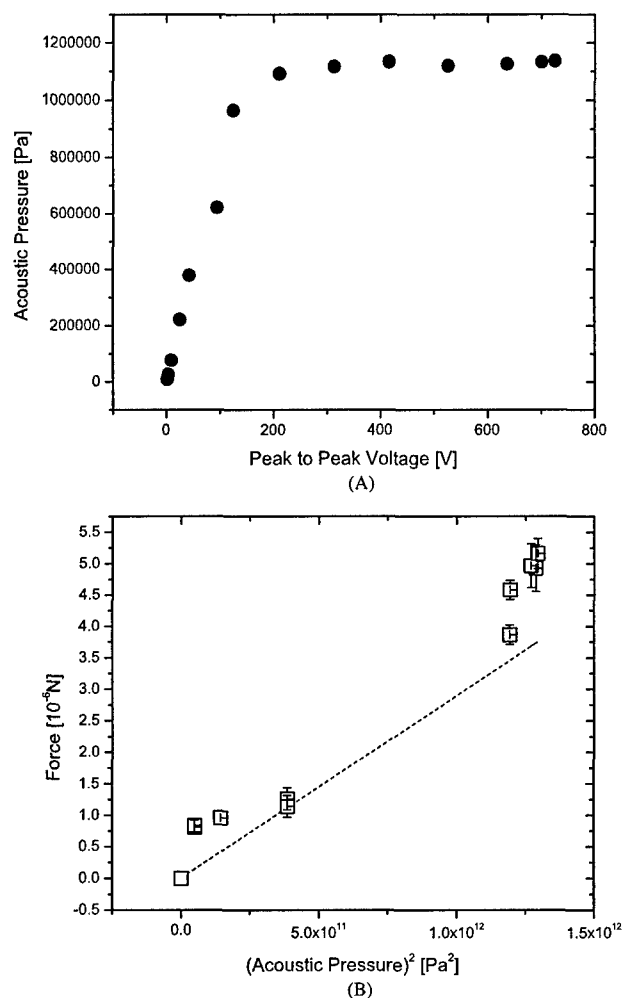 1200000
1000000
800000
600000
400000
200000
0
Acoustic Pressure [Pa]
0 200 400 600 800
Peak to Peak Voltage [V]
(A)
5.5
5.0
4.5
4.0
3.5
3.0
2.5
2.0
1.5
1.0
0.5
0.0
-0.5
Force [10⁻⁶N]
0.0 5.0x10¹¹ 1.0x10¹² 1.5x10¹²
(Acoustic Pressure)² [Pa²]
(B)